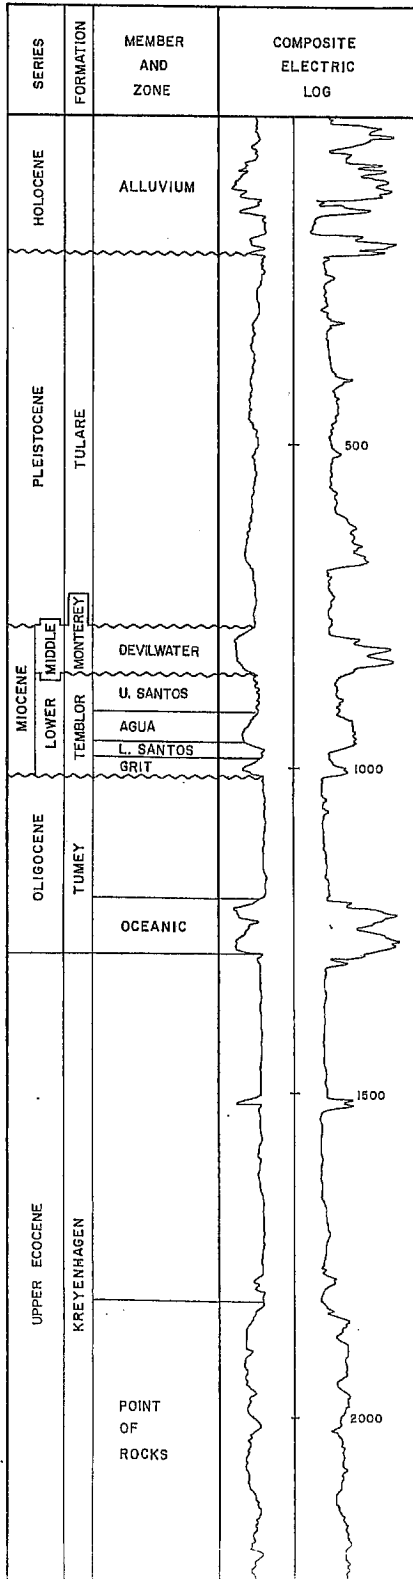 SERIES
FORMATION
MEMBER
AND
ZONE
COMPOSITE
ELECTRIC
LOG
HOLOCENE
ALLUVIUM
PLEISTOCENE
TULARE
500
MIOCENE
MIDDLE
MONTEREY
DEVILWATER
LOWER
TEMBLOR
U. SANTOS
AGUA
L. SANTOS
GRIT
1000
OLIGOCENE
TUMEY
OCEANIC
1500
UPPER ECOCENE
KREYENHAGEN
POINT
OF
ROCKS
2000